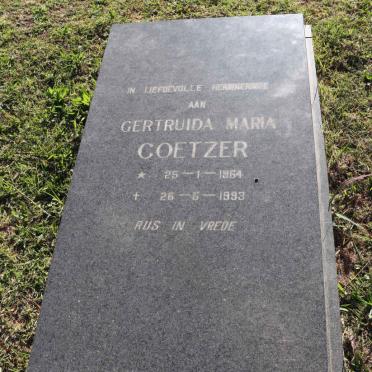 IN LIEFDEVOLLE HERINNERING
AAN
GERTRUIDA MARIA
COETZER
* 25-1-1964
+ 26-6-1993
RUS IN VREDE